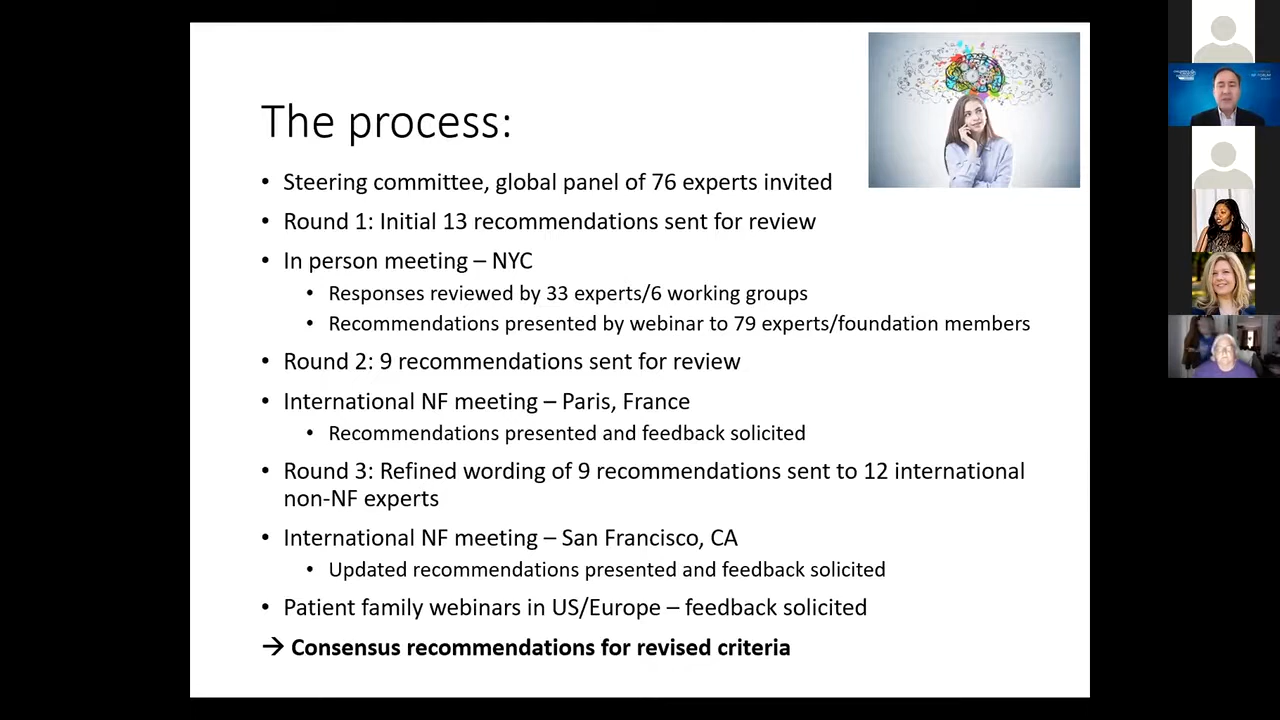 The process:
• Steering committee, global panel of 76 experts invited
• Round 1: Initial 13 recommendations sent for review
• In person meeting – NYC
• Responses reviewed by 33 experts/6 working groups
• Recommendations presented by webinar to 79 experts/foundation members
• Round 2: 9 recommendations sent for review
• International NF meeting – Paris, France
• Recommendations presented and feedback solicited
• Round 3: Refined wording of 9 recommendations sent to 12 international
non-NF experts
• International NF meeting – San Francisco, CA
• Updated recommendations presented and feedback solicited
• Patient family webinars in US/Europe – feedback solicited
→ Consensus recommendations for revised criteria